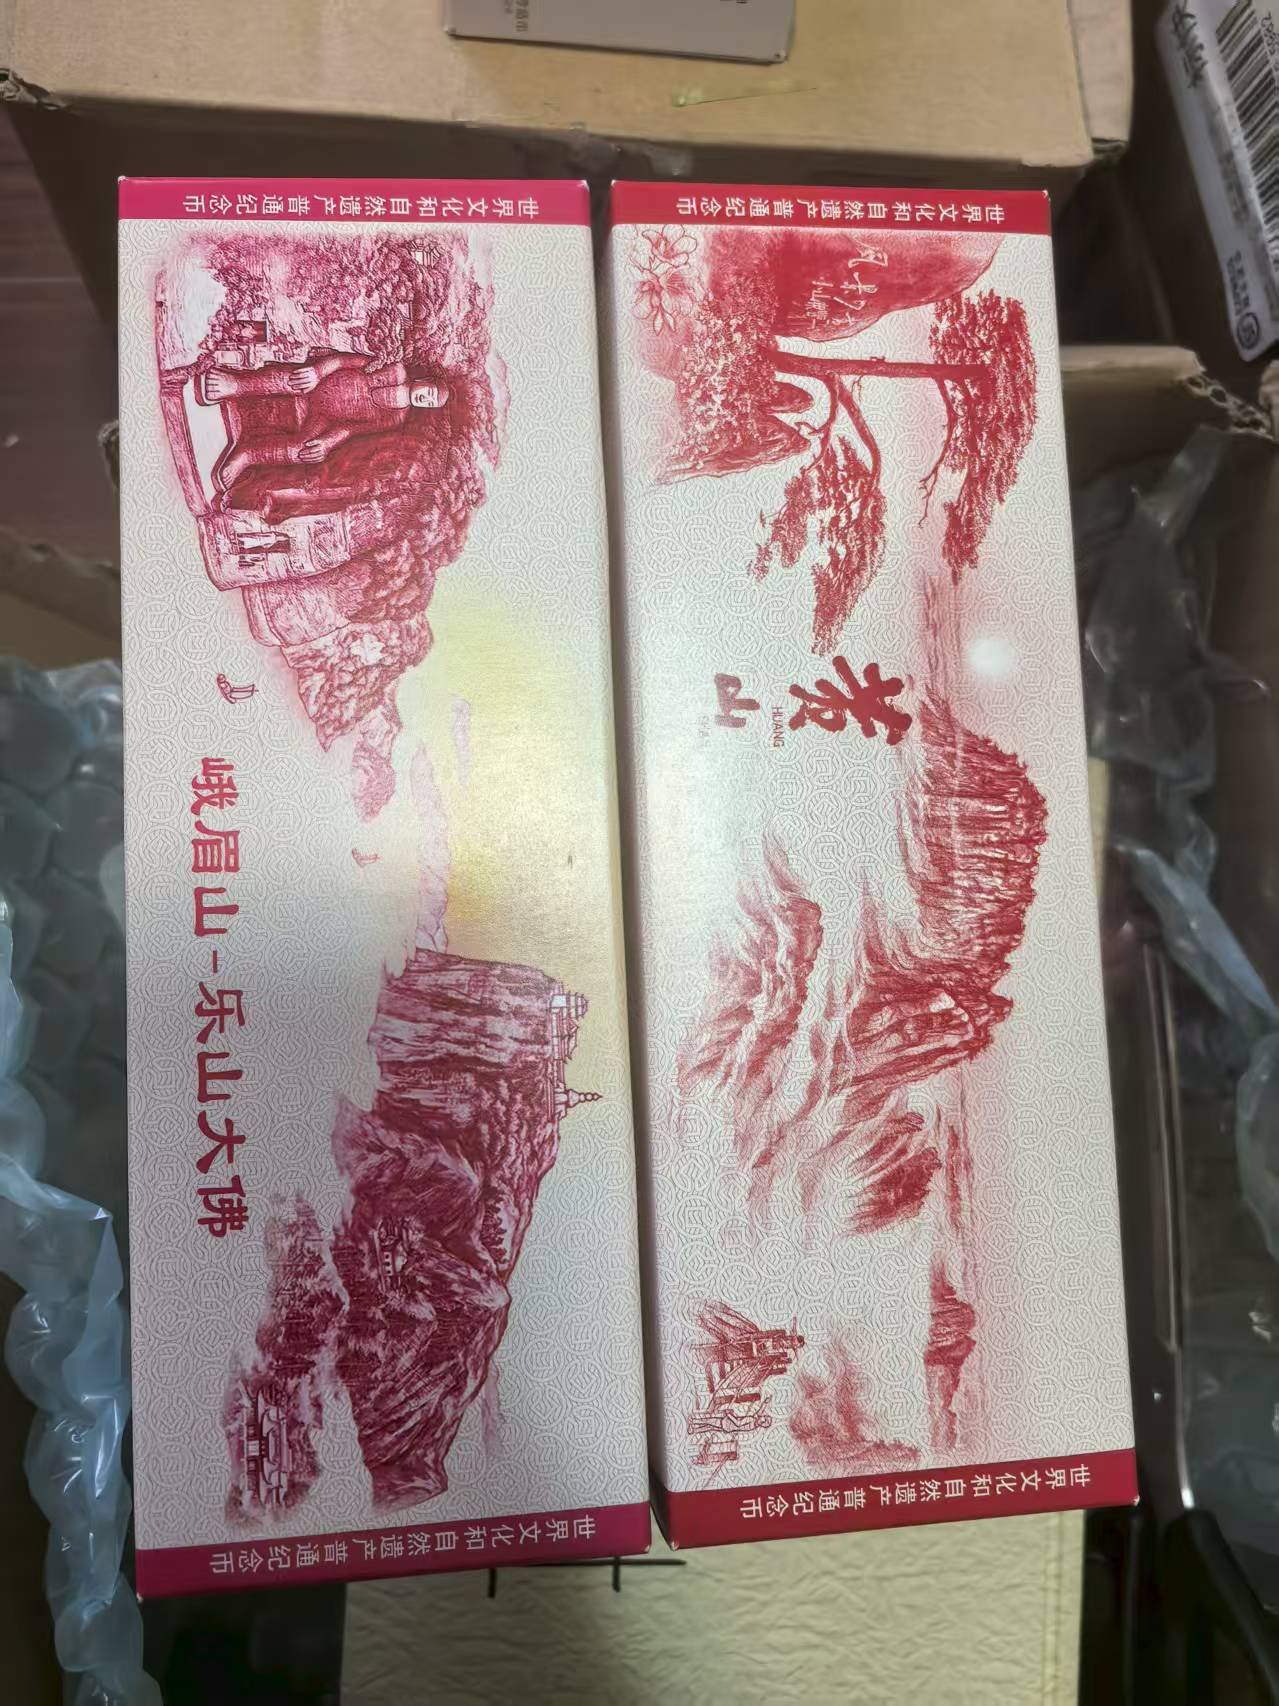 世界文化和自然遗产普通纪念币
峨眉山-乐山大佛
世界文化和自然遗产普通纪念币
世界文化和自然遗产普通纪念币
黄
HUANG
山
世界文化和自然遗产普通纪念币